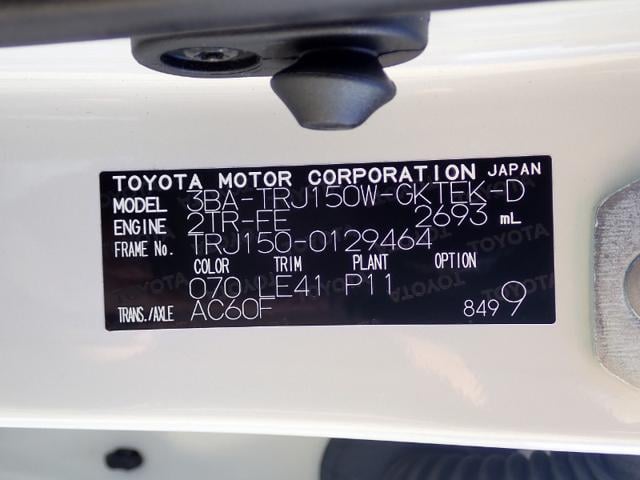 TOYOTA MOTOR CORPORATION JAPAN
MODEL 3BA-TRJ150W-GKTEK-D
ENGINE 2TR-FE 2693 mL
FRAME No. TRJ150-0129464
COLOR TRIM PLANT OPTION
070 EE41 P11
TRANS./AXLE AC60F 849 9